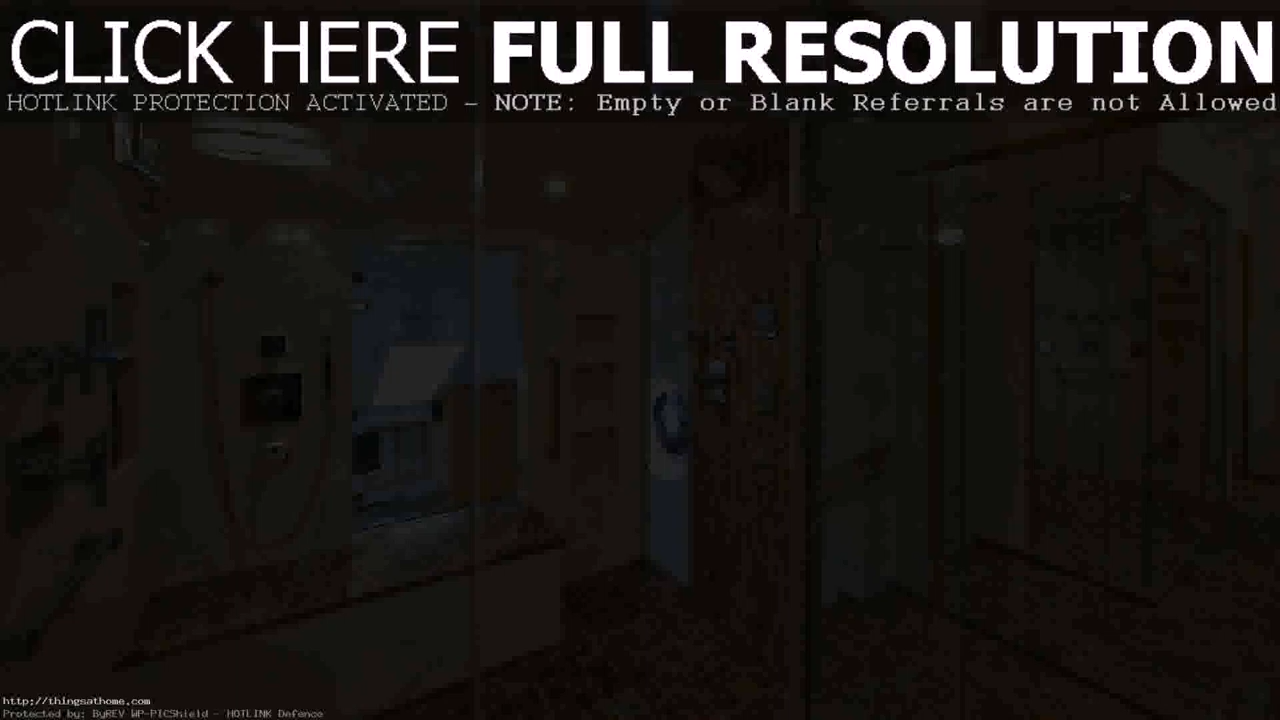 CLICK HERE FULL RESOLUTION
HOTLINK PROTECTION ACTIVATED - NOTE: Empty or Blank Referrals are not Allowed
http://thingsathome.com
Protected by: ByREV WP-PICShield - HOTLINK Defence